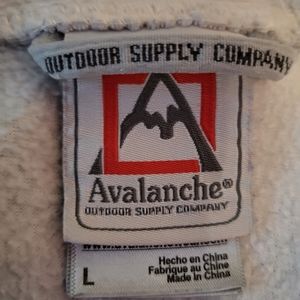 OUTDOOR SUPPLY COMPANY
Avalanche®
OUTDOOR SUPPLY COMPANY
L
Hecho en China
Fabrique au Chine
Made in China